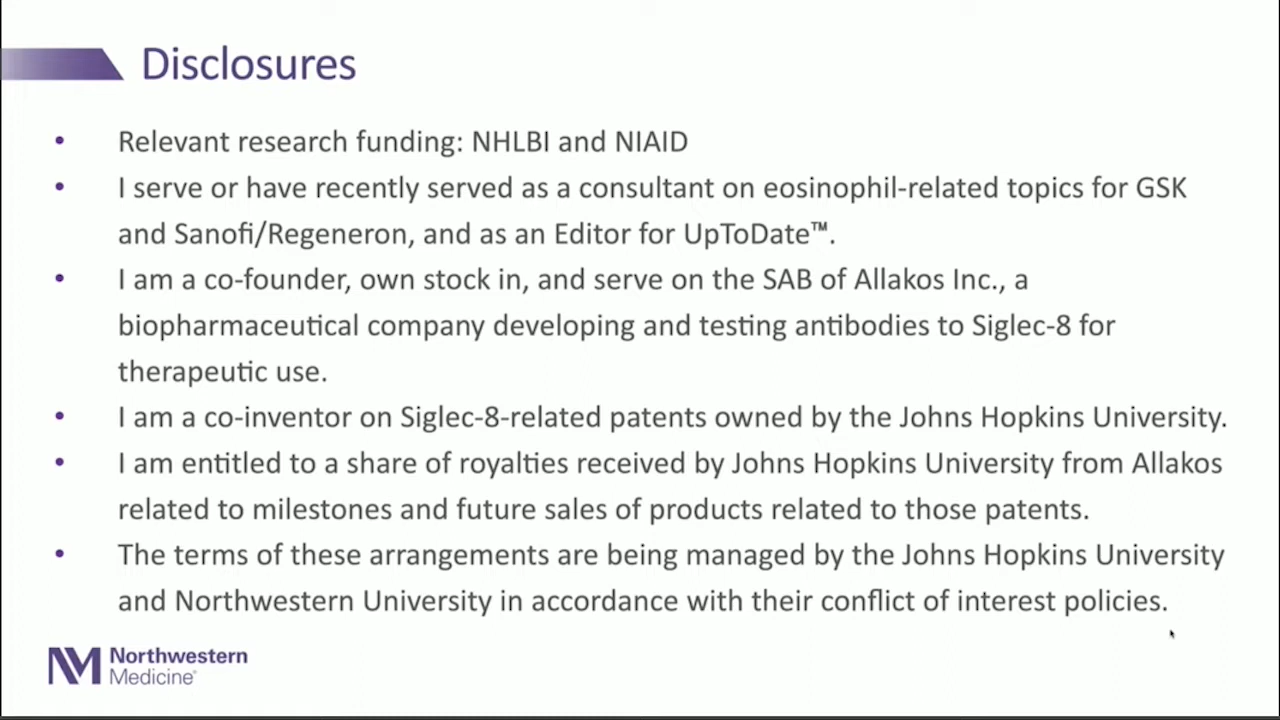 Disclosures
• Relevant research funding: NHLBI and NIAID
• I serve or have recently served as a consultant on eosinophil-related topics for GSK
and Sanofi/Regeneron, and as an Editor for UpToDate™.
• I am a co-founder, own stock in, and serve on the SAB of Allakos Inc., a
biopharmaceutical company developing and testing antibodies to Siglec-8 for
therapeutic use.
• I am a co-inventor on Siglec-8-related patents owned by the Johns Hopkins University.
• I am entitled to a share of royalties received by Johns Hopkins University from Allakos
related to milestones and future sales of products related to those patents.
• The terms of these arrangements are being managed by the Johns Hopkins University
and Northwestern University in accordance with their conflict of interest policies.
NM Northwestern
Medicine®